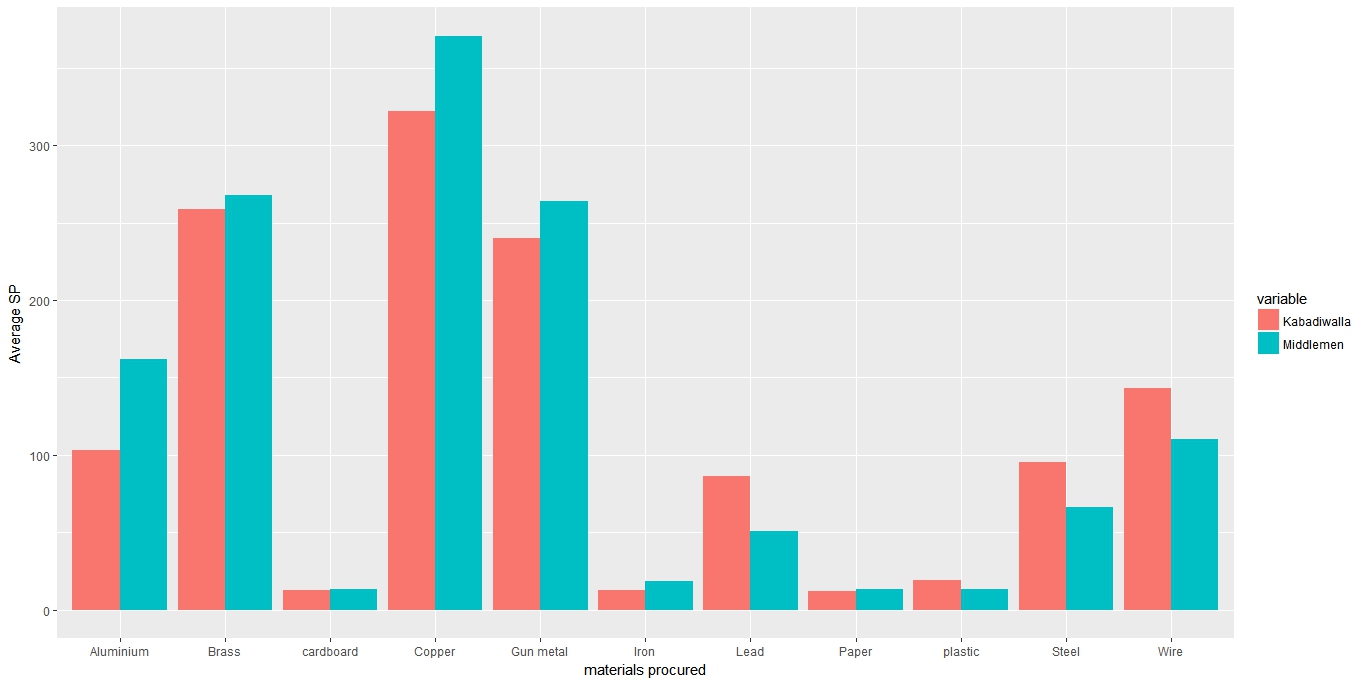 Average SP
300
200
100
0
Aluminium
Brass
cardboard
Copper
Gun metal
Iron
Lead
Paper
plastic
Steel
Wire
materials procured
variable
Kabadiwalla
Middlemen